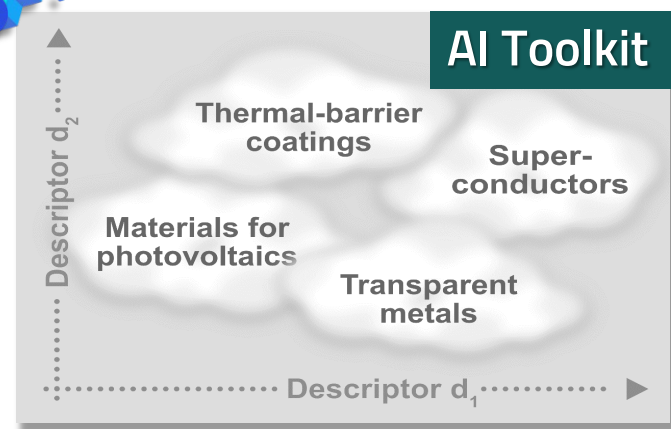 AI Toolkit
Thermal-barrier
coatings
Super-
conductors
Materials for
photovoltaics
Transparent
metals
Descriptor d₂
Descriptor d₁